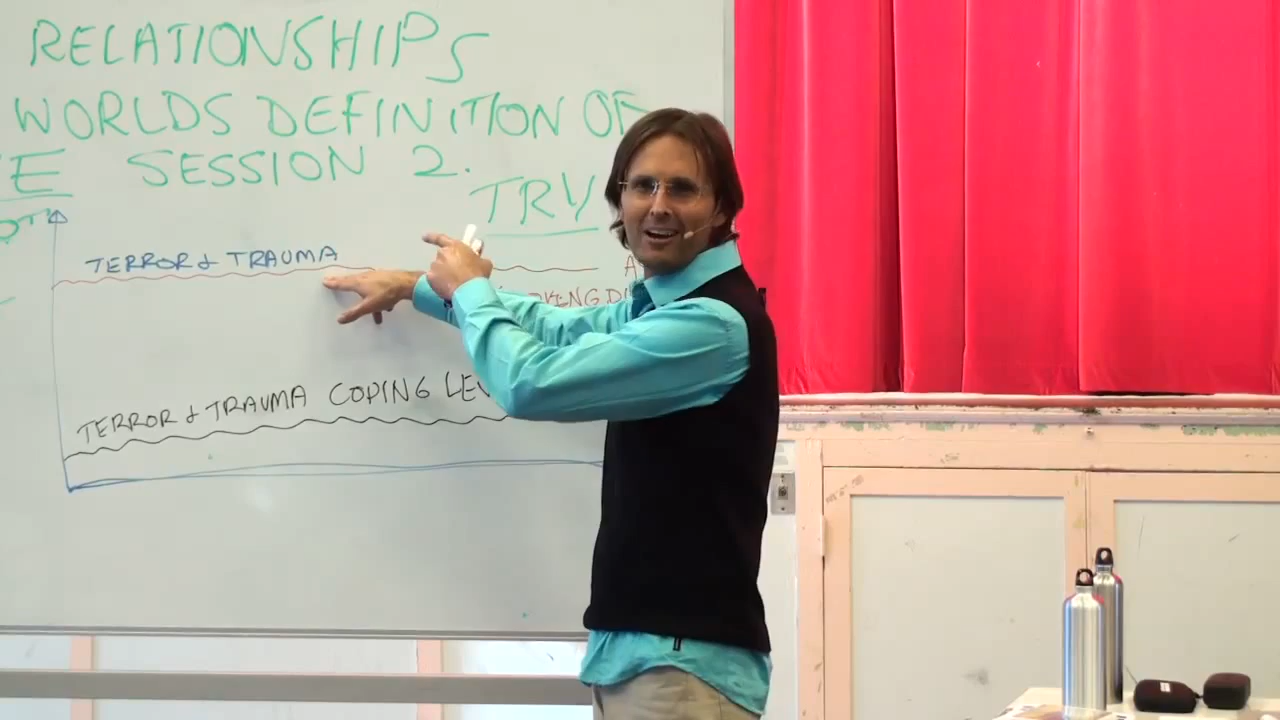 RELATIONSHIPS
WORLDS DEFINITION OF
SESSION 2.
TRY
TERROR & TRAUMA
TERROR & TRAUMA COPING